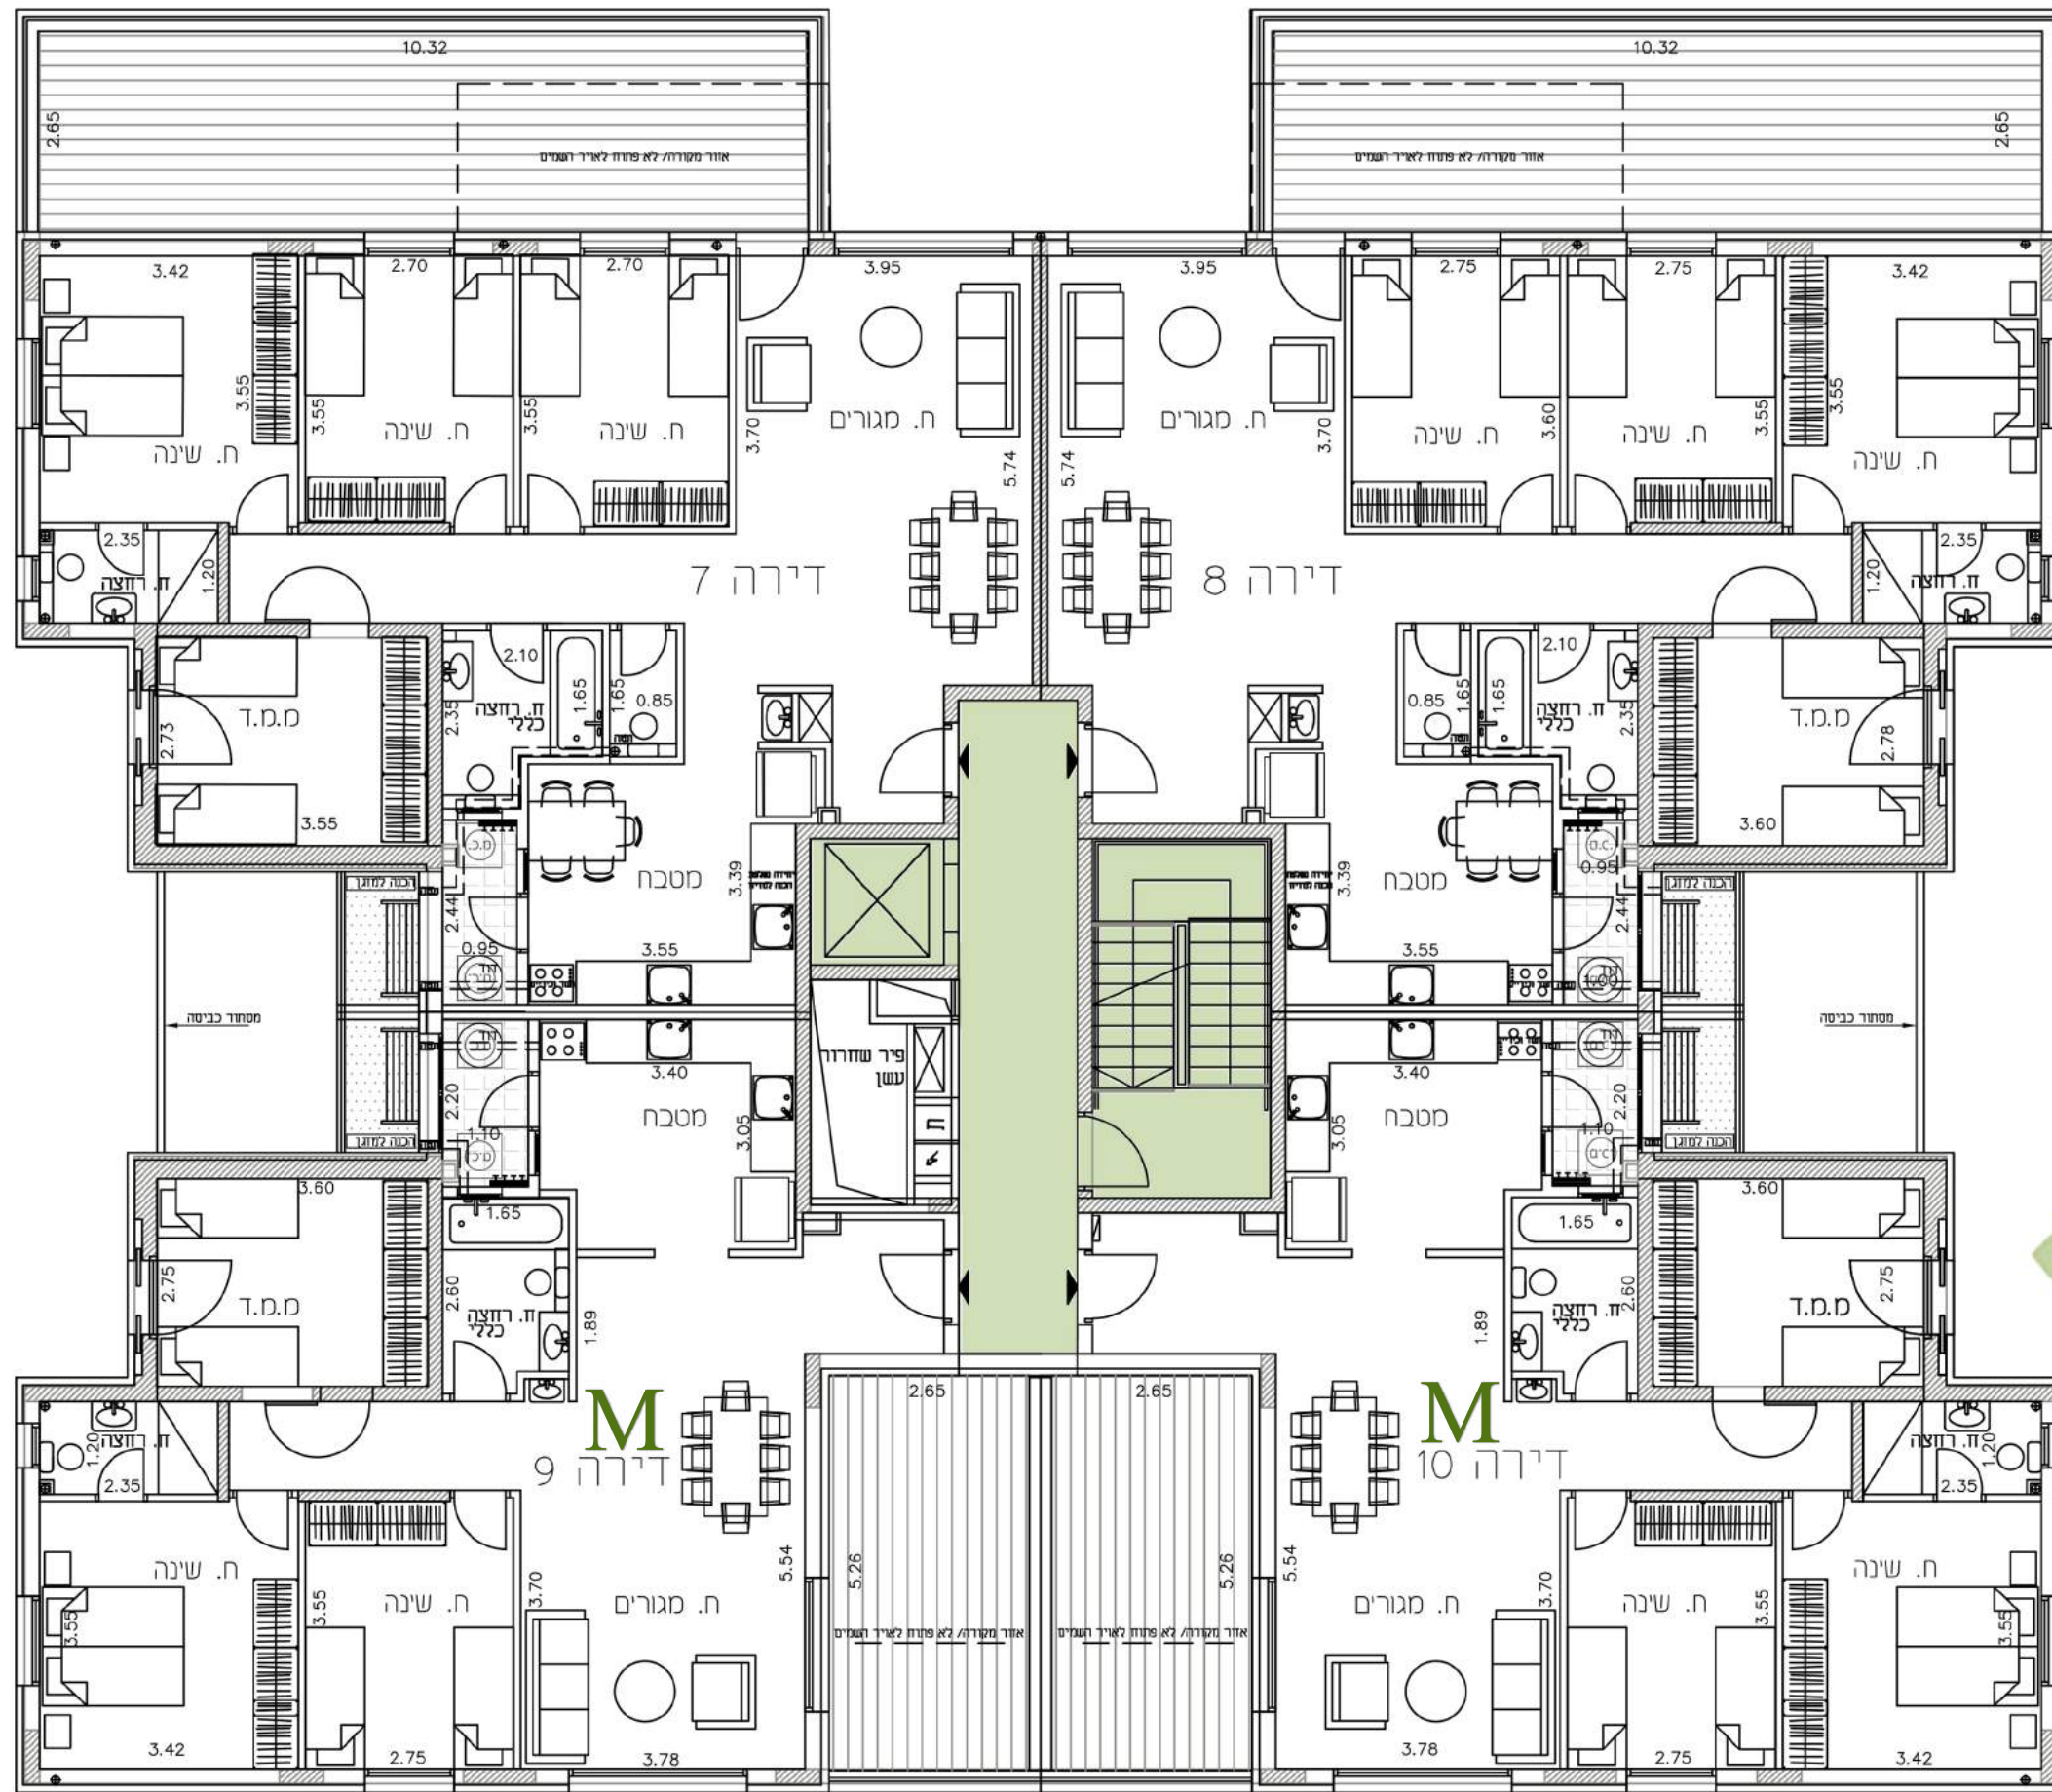 10.32
10.32
2.65
2.65
אזור מקורה/ לא פתוח לאויר השמים
אזור מקורה/ לא פתוח לאויר השמים
3.42
2.70
2.70
3.95
3.95
2.75
2.75
3.42
3.55
3.55
3.55
3.70
ח. מגורים
ח. מגורים
3.70
3.60
3.55
3.55
ח. שינה
ח. שינה
ח. שינה
5.74
5.74
ח. שינה
ח. שינה
ח. שינה
2.35
1.20
ח. רחצה
דירה 7
דירה 8
2.35
1.20
ח. רחצה
2.10
1.65
1.65
0.85
2.35
ח. רחצה
כללי
0.85
1.65
1.65
2.10
2.35
ח. רחצה
כללי
מ.מ.ד
2.73
3.55
מ.מ.ד
2.78
3.60
מ.כ.
מטבח
3.39
3.39
מטבח
0.95
הכנה למזגן
הכנה למזגן
2.44
2.44
0.95
3.55
3.55
1.00
מסתור כביסה
מסתור כביסה
פיר שחרור
עשן
3.40
3.40
2.20
מטבח
3.05
3.05
מטבח
2.20
1.10
1.10
הכנה למזגן
הכנה למזגן
ת
3.60
1.65
1.65
3.60
2.75
מ.מ.ד
2.60
ח. רחצה
כללי
1.89
1.89
ח. רחצה
כללי
2.60
מ.מ.ד
2.75
2.65
2.65
M
M
ח. רחצה
1.20
2.35
דירה 9
דירה 10
ח. רחצה
1.20
2.35
ח. שינה
ח. שינה
ח. מגורים
3.55
3.55
3.70
5.54
5.26
5.26
5.54
3.70
3.55
3.55
ח. מגורים
ח. שינה
ח. שינה
אזור מקורה/ לא פתוח לאויר השמים
אזור מקורה/ לא פתוח לאויר השמים
3.42
2.75
3.78
3.78
2.75
3.42